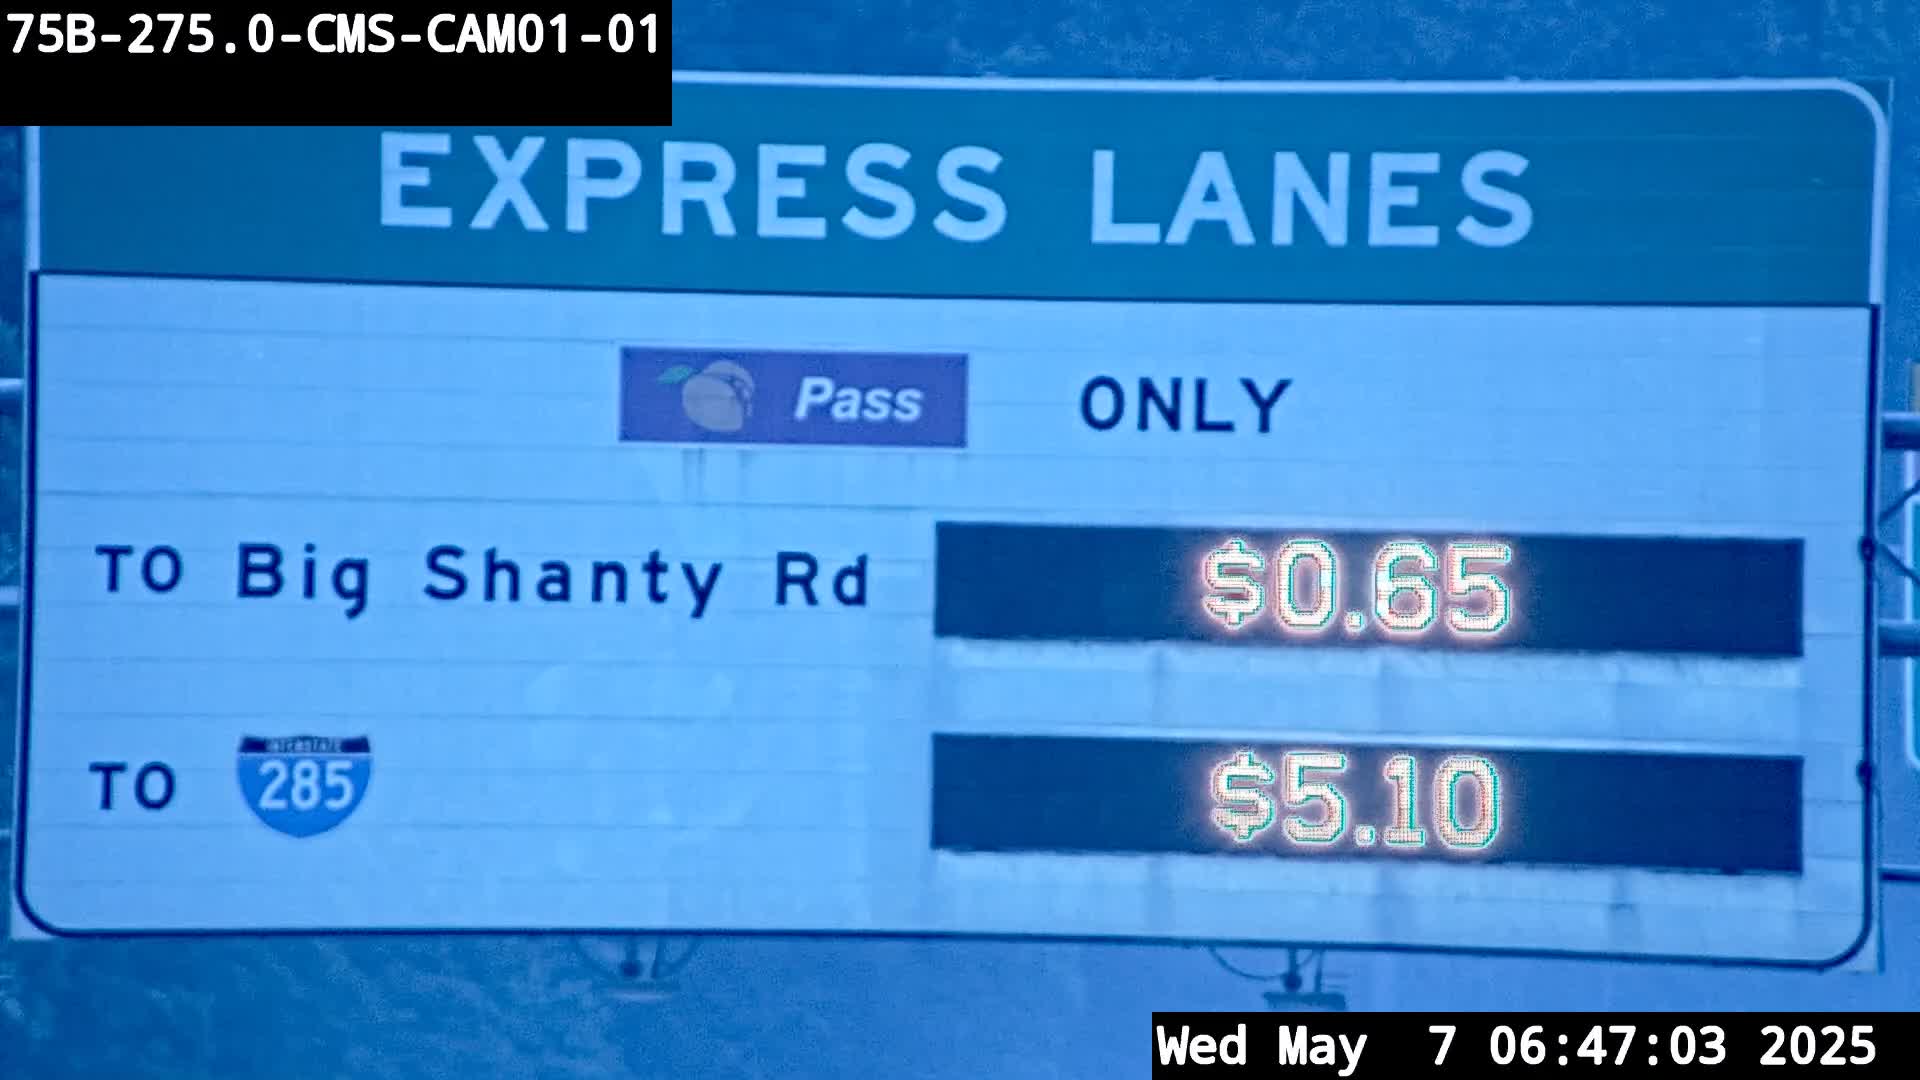 75B-275.0-CMS-CAM01-01
EXPRESS LANES
Pass ONLY
TO Big Shanty Rd $0.65
INTERSTATE
TO 285 $5.10
Wed May 7 06:47:03 2025